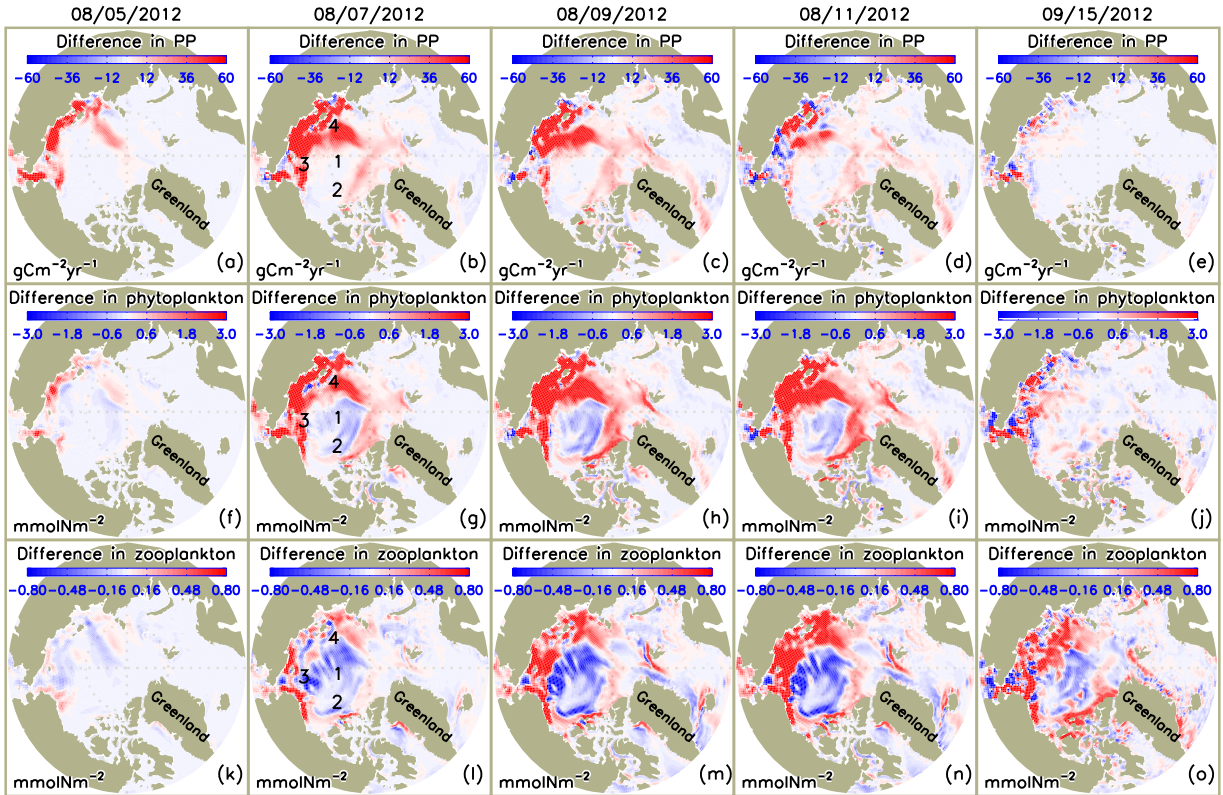 08/05/2012 08/07/2012 08/09/2012 08/11/2012 09/15/2012
Difference in PP Difference in PP Difference in PP Difference in PP Difference in PP
−60 −36 −12 12 36 60 −60 −36 −12 12 36 60 −60 −36 −12 12 36 60 −60 −36 −12 12 36 60 −60 −36 −12 12 36 60
4
3 1
2
Greenland Greenland Greenland Greenland Greenland
(a) (b) (c) (d) (e)
gCm−2yr−1 gCm−2yr−1 gCm−2yr−1 gCm−2yr−1 gCm−2yr−1
Difference in phytoplankton Difference in phytoplankton Difference in phytoplankton Difference in phytoplankton Difference in phytoplankton
−3.0 −1.8 −0.6 0.6 1.8 3.0 −3.0 −1.8 −0.6 0.6 1.8 3.0 −3.0 −1.8 −0.6 0.6 1.8 3.0 −3.0 −1.8 −0.6 0.6 1.8 3.0 −3.0 −1.8 −0.6 0.6 1.8 3.0
4
3 1
2
Greenland Greenland Greenland Greenland Greenland
(f) (g) (h) (i) (j)
mmolNm−2 mmolNm−2 mmolNm−2 mmolNm−2 mmolNm−2
Difference in zooplankton Difference in zooplankton Difference in zooplankton Difference in zooplankton Difference in zooplankton
−0.80 −0.48 −0.16 0.16 0.48 0.80 −0.80 −0.48 −0.16 0.16 0.48 0.80 −0.80 −0.48 −0.16 0.16 0.48 0.80 −0.80 −0.48 −0.16 0.16 0.48 0.80 −0.80 −0.48 −0.16 0.16 0.48 0.80
4
3 1
2
Greenland Greenland Greenland Greenland Greenland
(k) (l) (m) (n) (o)
mmolNm−2 mmolNm−2 mmolNm−2 mmolNm−2 mmolNm−2